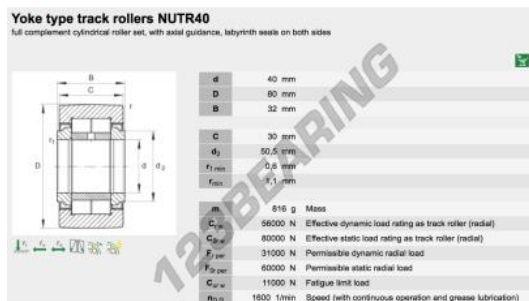 Yoke type track rollers NUTR40
full complement cylindrical roller set, with axial guidance, labyrinth seals on both sides
B
C
r
r₁
D
d
d₂
d 40 mm
D 80 mm
B 32 mm
C 30 mm
d₂ 50,5 mm
r₁ min 0,6 mm
rmin 1,1 mm
m 816 g Mass
Cr w 56000 N Effective dynamic load rating as track roller (radial)
C0r w 80000 N Effective static load rating as track roller (radial)
Fr per 31000 N Permissible dynamic radial load
F0r per 60000 N Permissible static radial load
Cur w 11000 N Fatigue limit load
nD G 1600 1/min Speed (with continuous operation and grease lubrication)
123BEARING